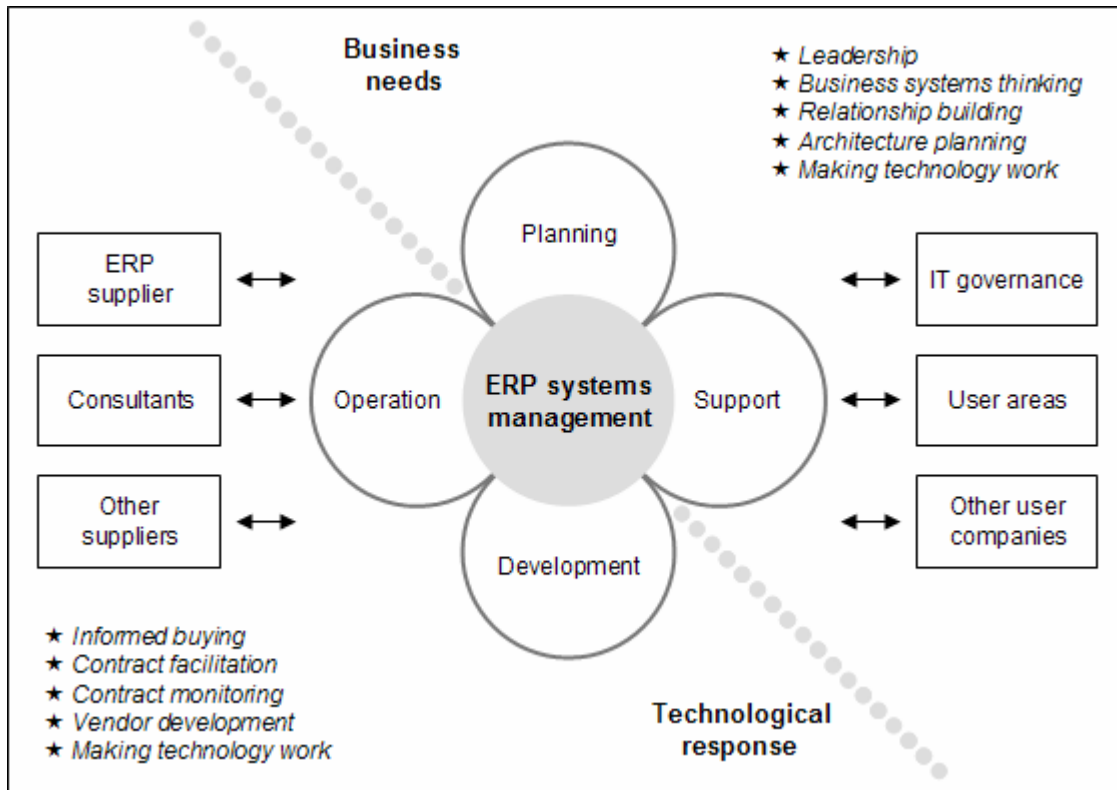 Business
needs
★ Leadership
★ Business systems thinking
★ Relationship building
★ Architecture planning
★ Making technology work
Planning
ERP
supplier
IT governance
Consultants
Operation
ERP systems
management
Support
User areas
Other
suppliers
Other user
companies
Development
★ Informed buying
★ Contract facilitation
★ Contract monitoring
★ Vendor development
★ Making technology work
Technological
response